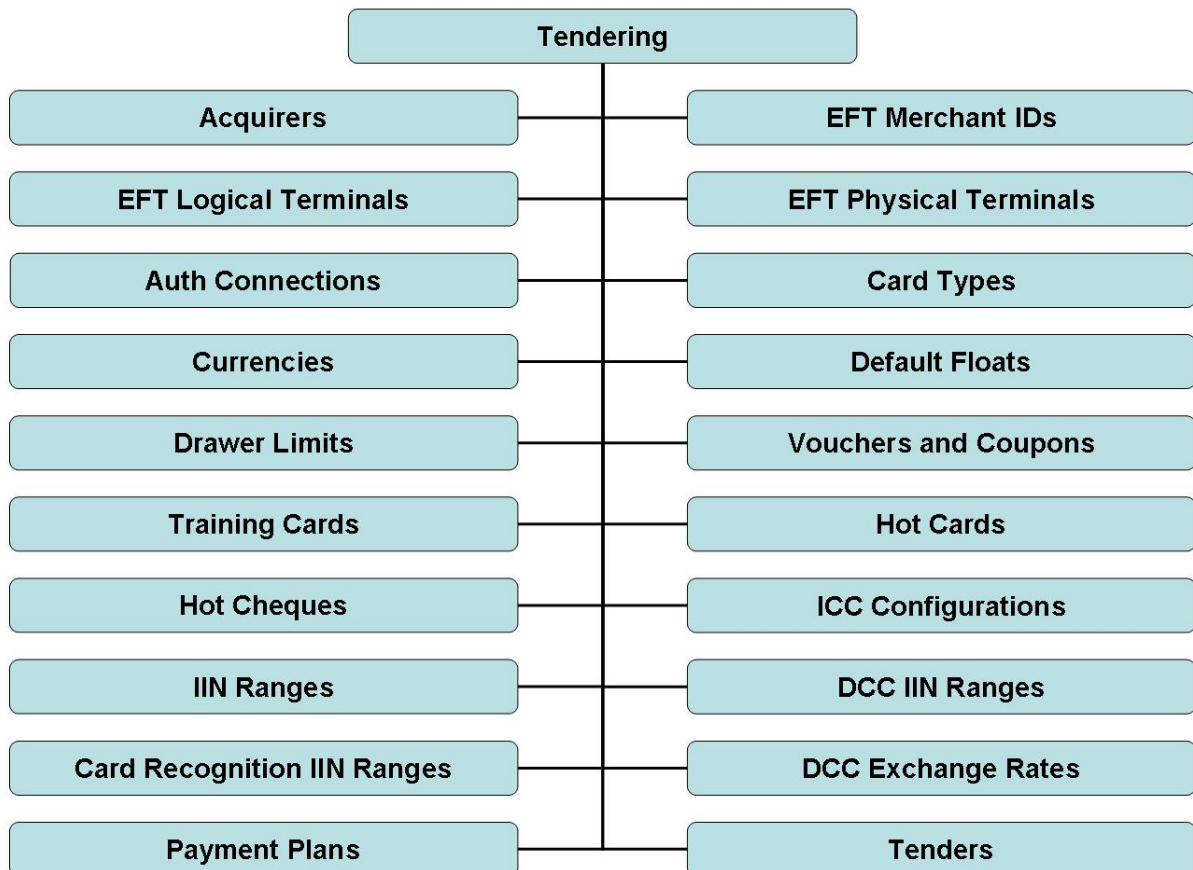 Tendering
Acquirers
EFT Merchant IDs
EFT Logical Terminals
EFT Physical Terminals
Auth Connections
Card Types
Currencies
Default Floats
Drawer Limits
Vouchers and Coupons
Training Cards
Hot Cards
Hot Cheques
ICC Configurations
IIN Ranges
DCC IIN Ranges
Card Recognition IIN Ranges
DCC Exchange Rates
Payment Plans
Tenders